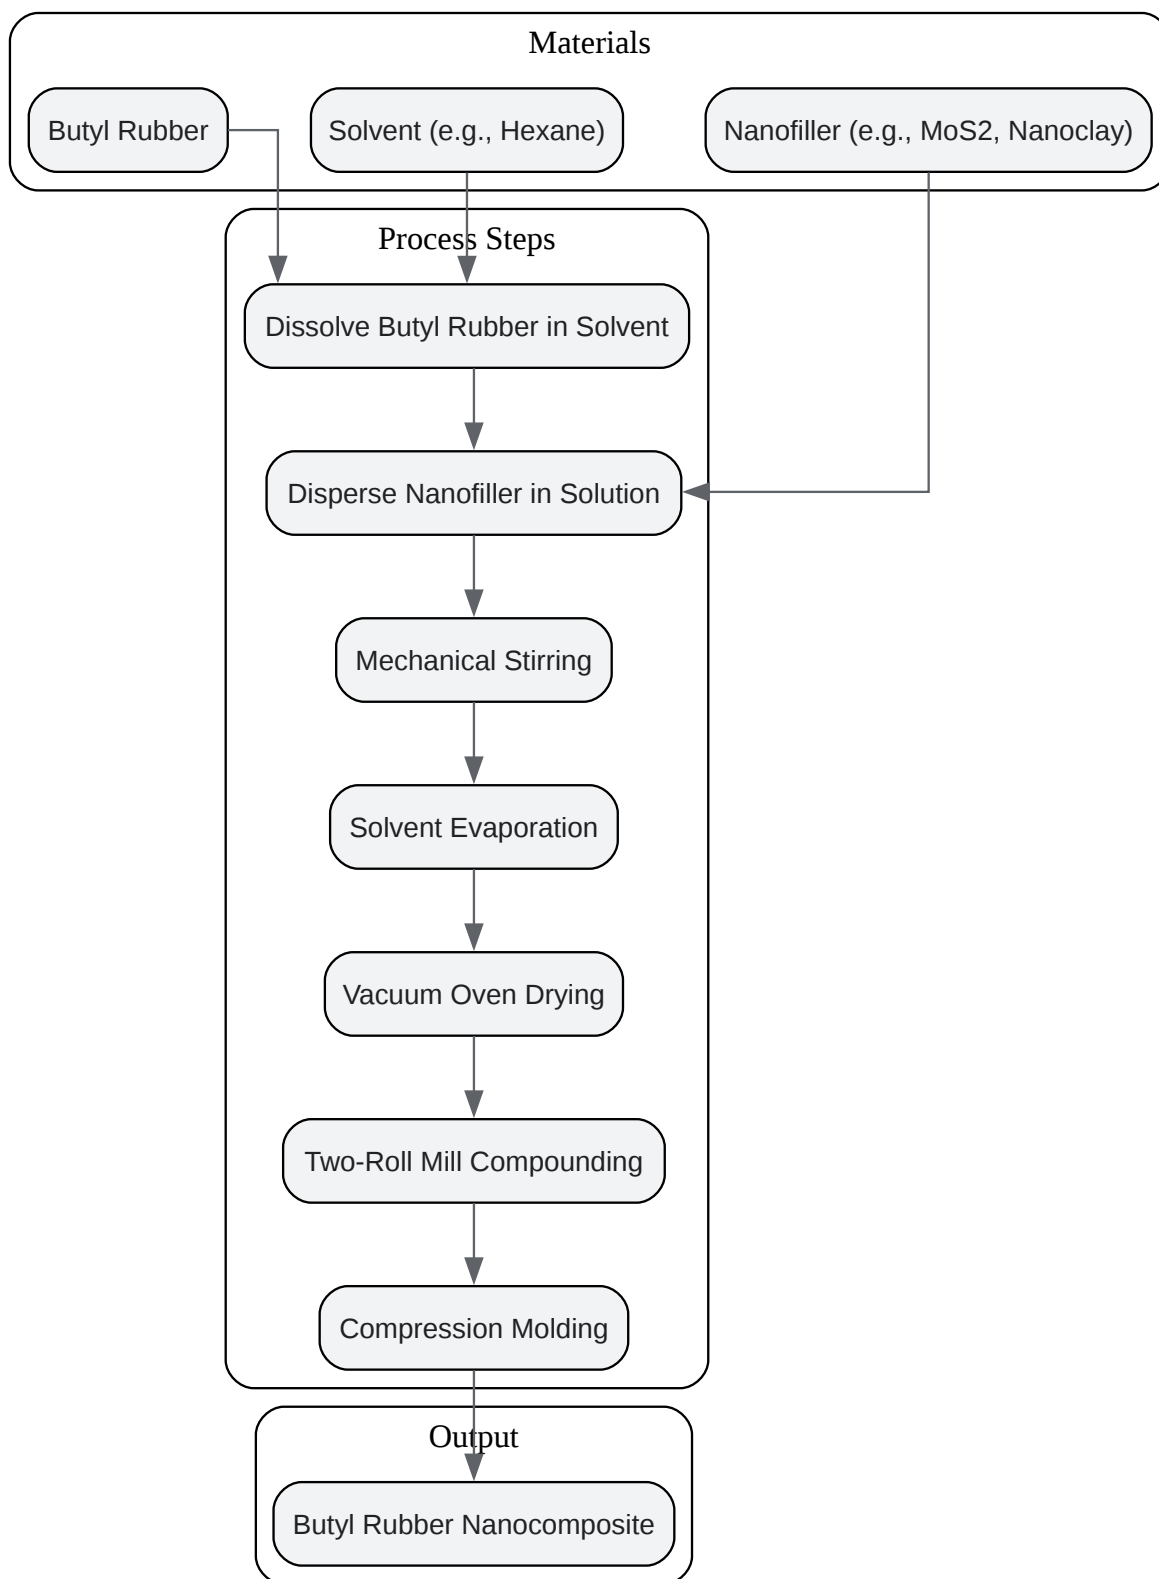 Materials
Butyl Rubber
Solvent (e.g., Hexane)
Nanofiller (e.g., MoS2, Nanoclay)
Process Steps
Dissolve Butyl Rubber in Solvent
Disperse Nanofiller in Solution
Mechanical Stirring
Solvent Evaporation
Vacuum Oven Drying
Two-Roll Mill Compounding
Compression Molding
Output
Butyl Rubber Nanocomposite